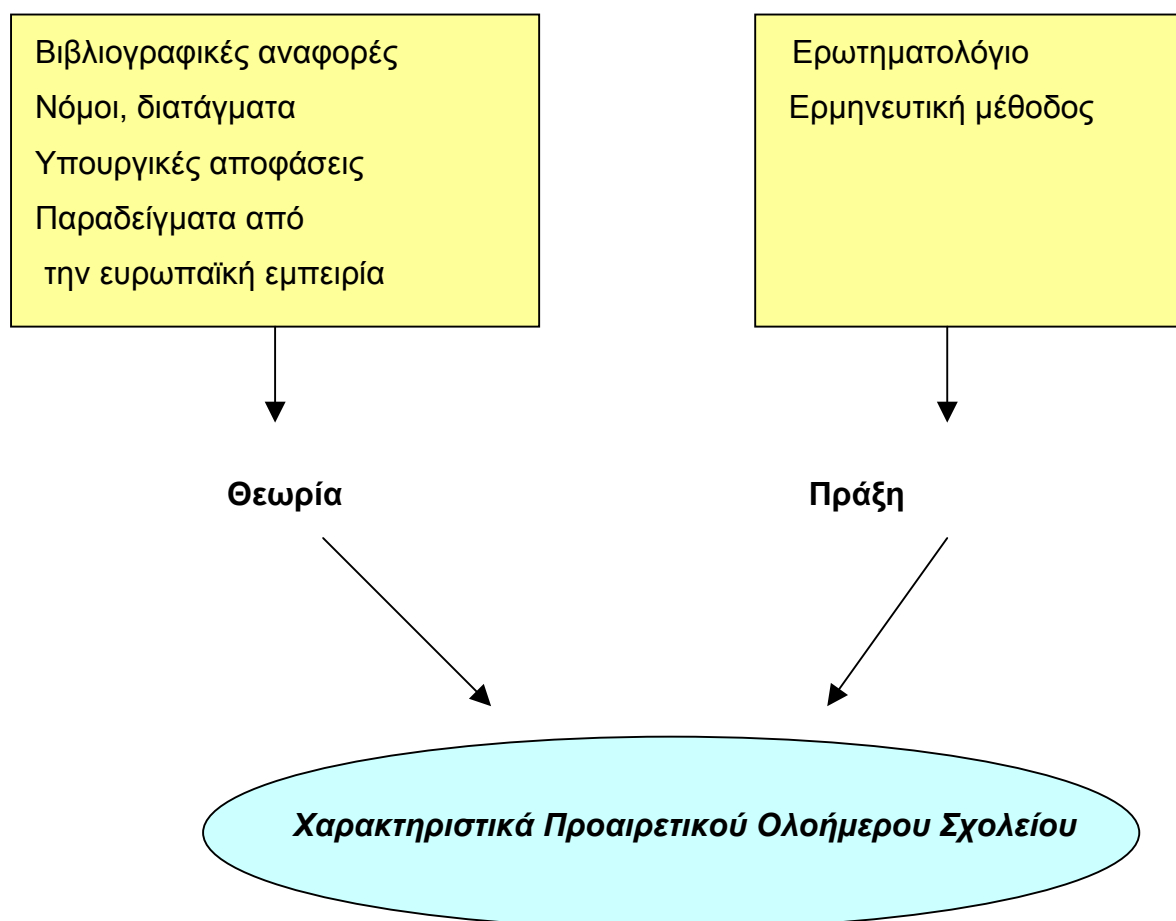 Βιβλιογραφικές αναφορές
Νόμοι, διατάγματα
Υπουργικές αποφάσεις
Παραδείγματα από
την ευρωπαϊκή εμπειρία
Ερωτηματολόγιο
Ερμηνευτική μέθοδος
Θεωρία
Πράξη
Χαρακτηριστικά Προαιρετικού Ολοήμερου Σχολείου